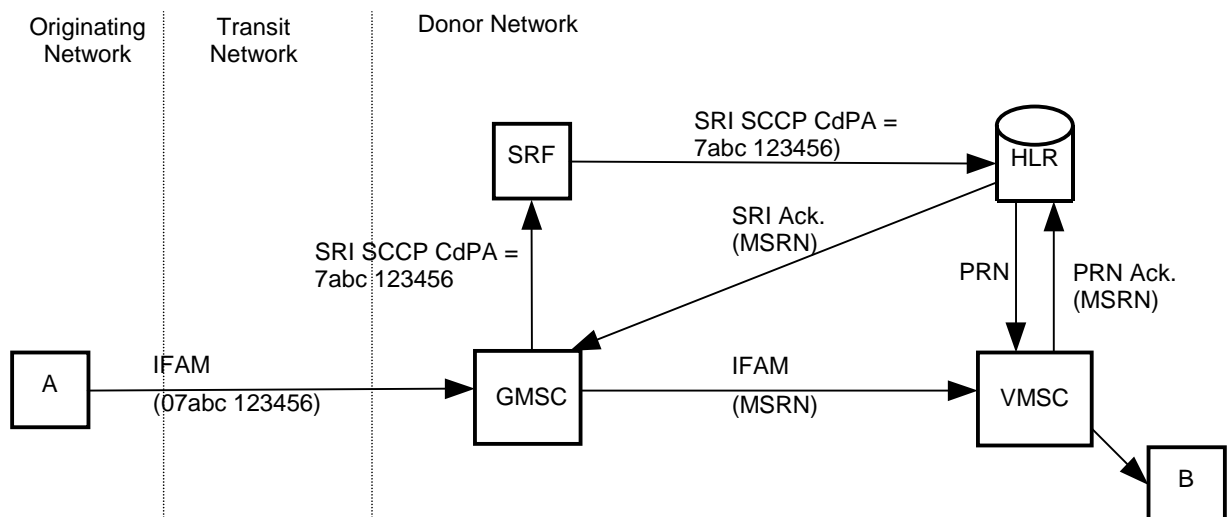 Originating
Network
Transit
Network
Donor Network
SRI SCCP CdPA =
7abc 123456)
SRF
HLR
SRI Ack.
(MSRN)
SRI SCCP CdPA =
7abc 123456
PRN
PRN Ack.
(MSRN)
IFAM
(07abc 123456)
A
GMSC
IFAM
(MSRN)
VMSC
B